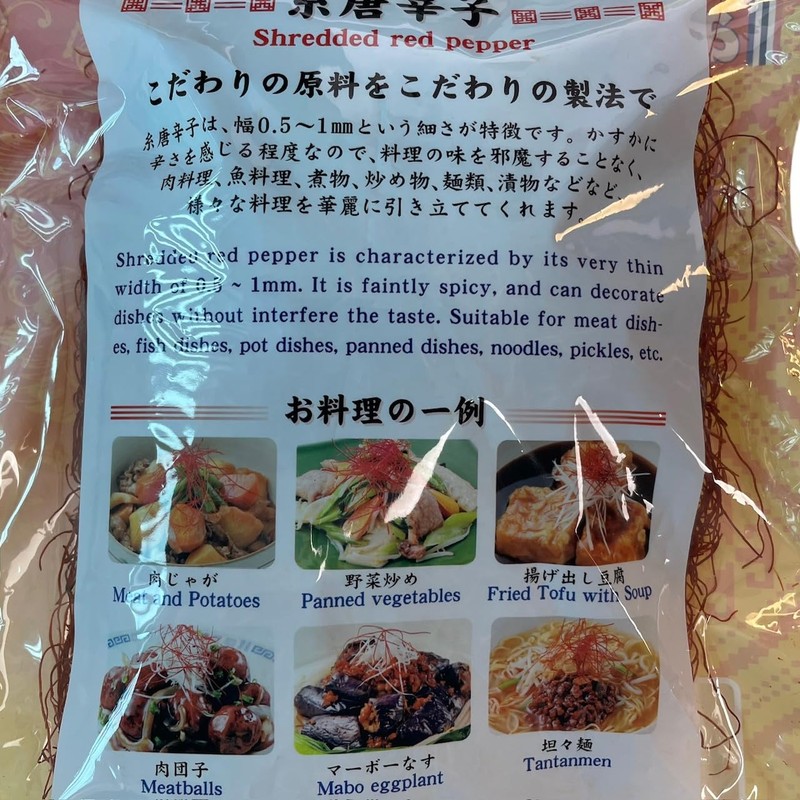 糸唐辛子
Shredded red pepper
こだわりの原料をこだわりの製法で
糸唐辛子は、幅0.5～1㎜という細さが特徴です。かすかに
辛さを感じる程度なので、料理の味を邪魔することなく、
肉料理、魚料理、煮物、炒め物、麺類、漬物などなど、
様々な料理を華麗に引き立ててくれます。
Shredded red pepper is characterized by its very thin
width of 0.5 ~ 1mm. It is faintly spicy, and can decorate
dishes without interfere the taste. Suitable for meat dish-
es, fish dishes, pot dishes, panned dishes, noodles, pickles, etc.
お料理の一例
肉じゃが 野菜炒め 揚げ出し豆腐
Meat and Potatoes Panned vegetables Fried Tofu with Soup
肉団子 マーボーなす 坦々麺
Meatballs Mabo eggplant Tantanmen